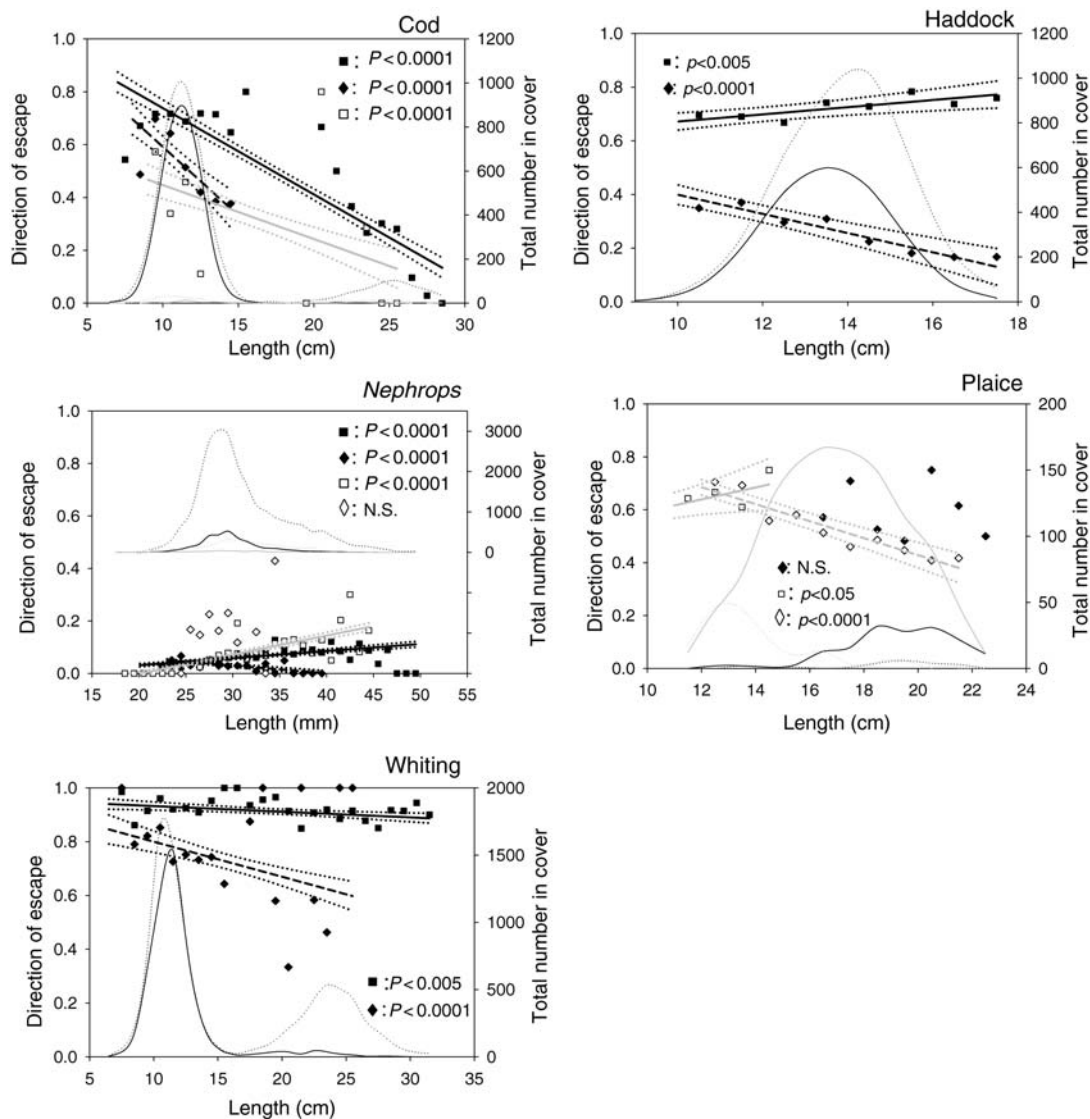 Cod
Direction of escape
1.0
0.8
0.6
0.4
0.2
0.0
■: P<0.0001
◆: P<0.0001
□: P<0.0001
1200
1000
800
600
400
200
0
Total number in cover
5 10 15 20 25 30
Length (cm)
Haddock
Direction of escape
1.0
0.8
0.6
0.4
0.2
0.0
■: p<0.005
◆: p<0.0001
1200
1000
800
600
400
200
0
Total number in cover
10 12 14 16 18
Length (cm)
Nephrops
Direction of escape
1.0
0.8
0.6
0.4
0.2
0.0
■: P<0.0001
◆: P<0.0001
□: P<0.0001
◇: N.S.
3000
1000
0
Total number in cover
15 20 25 30 35 40 45 50 55
Length (mm)
Plaice
Direction of escape
1.0
0.8
0.6
0.4
0.2
0.0
◆: N.S.
□: p<0.05
◇: p<0.0001
200
150
100
50
0
Total number in cover
10 12 14 16 18 20 22 24
Length (cm)
Whiting
Direction of escape
1.0
0.8
0.6
0.4
0.2
0.0
■:P<0.005
◆:P<0.0001
2000
1500
1000
500
0
Total number in cover
5 10 15 20 25 30 35
Length (cm)